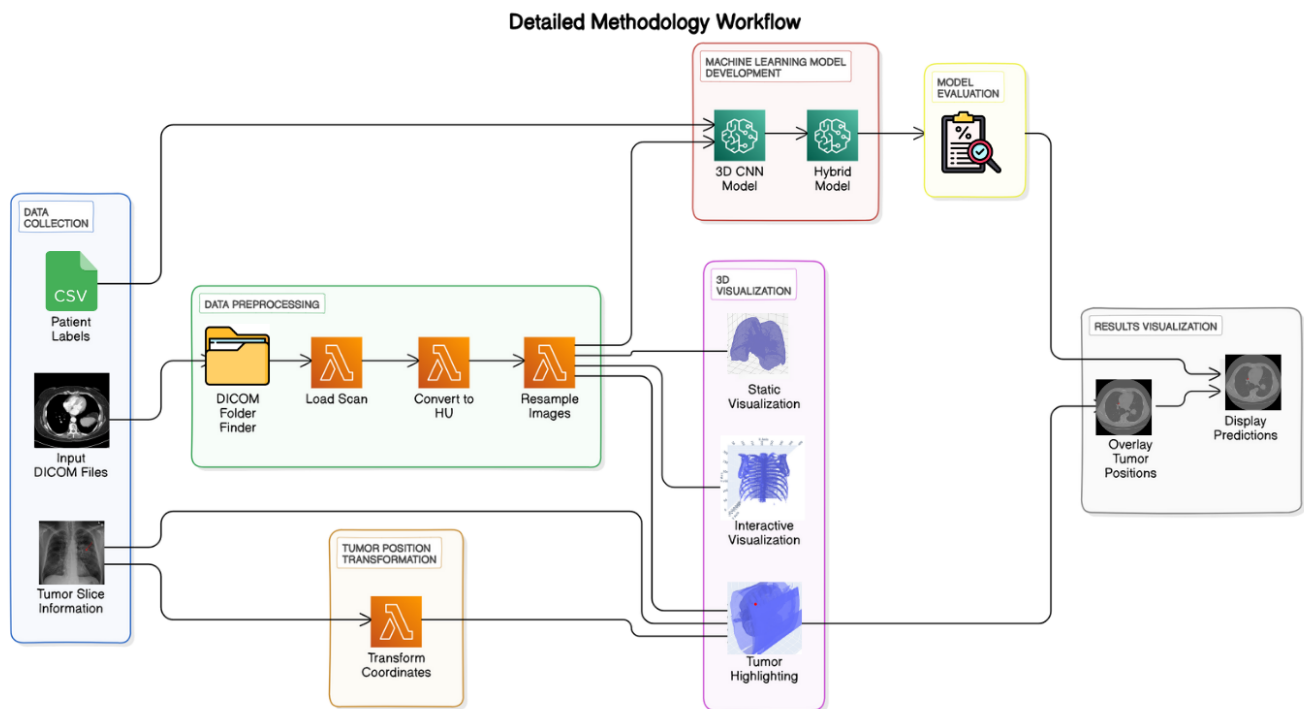 Detailed Methodology Workflow
MACHINE LEARNING MODEL
DEVELOPMENT
3D CNN
Model
Hybrid
Model
MODEL
EVALUATION
%
DATA
COLLECTION
CSV
Patient
Labels
Input
DICOM Files
Tumor Slice
Information
DATA PREPROCESSING
DICOM
Folder
Finder
Load Scan
Convert to
HU
Resample
Images
TUMOR POSITION
TRANSFORMATION
Transform
Coordinates
3D
VISUALIZATION
Static
Visualization
Interactive
Visualization
Tumor
Highlighting
RESULTS VISUALIZATION
Overlay
Tumor
Positions
Display
Predictions